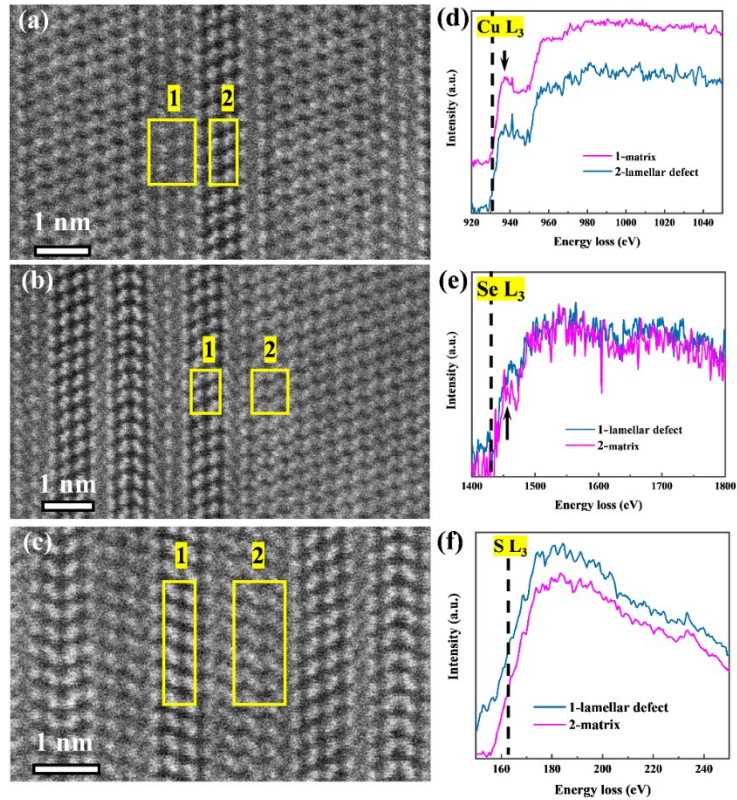 (a)
1
2
1 nm
(b)
1
2
1 nm
(c)
1
2
1 nm
(d)
Cu L3
Intensity (a.u.)
1-matrix
2-lamellar defect
920 940 960 980 1000 1020 1040
Energy loss (eV)
(e)
Se L3
Intensity (a.u.)
1-lamellar defect
2-matrix
1400 1500 1600 1700 1800
Energy loss (eV)
(f)
S L3
Intensity (a.u.)
1-lamellar defect
2-matrix
160 180 200 220 240
Energy loss (eV)